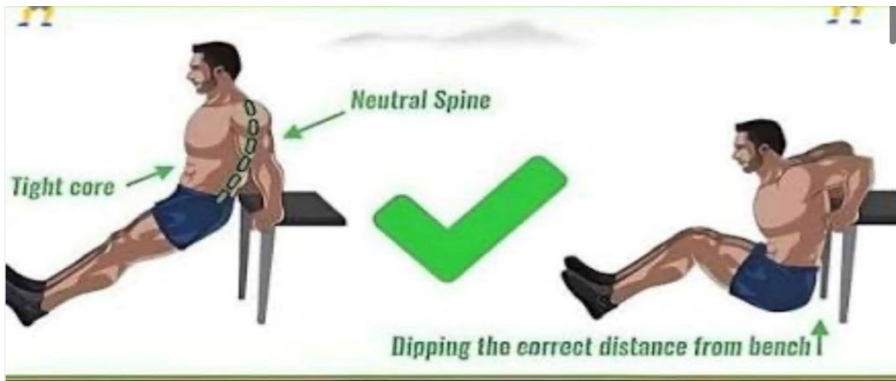 Neutral Spine
Tight core
Dipping the correct distance from bench